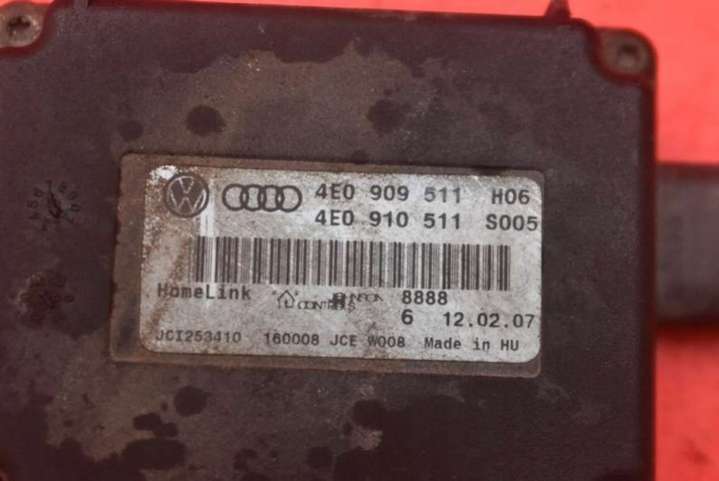 4E0 909 511 H06
4E0 910 511 S005
HomeLink JOHNSON CONTROLS 8888
6 12.02.07
JCI253410 160008 JCE W008 Made in HU